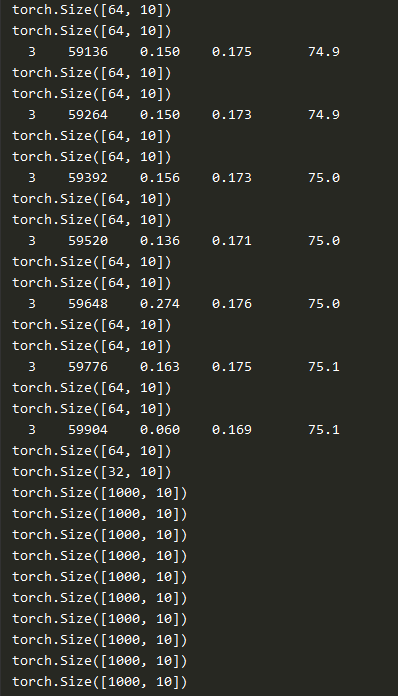 torch.Size([64, 10])
torch.Size([64, 10])
3 59136 0.150 0.175 74.9
torch.Size([64, 10])
torch.Size([64, 10])
3 59264 0.150 0.173 74.9
torch.Size([64, 10])
torch.Size([64, 10])
3 59392 0.156 0.173 75.0
torch.Size([64, 10])
torch.Size([64, 10])
3 59520 0.136 0.171 75.0
torch.Size([64, 10])
torch.Size([64, 10])
3 59648 0.274 0.176 75.0
torch.Size([64, 10])
torch.Size([64, 10])
3 59776 0.163 0.175 75.1
torch.Size([64, 10])
torch.Size([64, 10])
3 59904 0.060 0.169 75.1
torch.Size([64, 10])
torch.Size([32, 10])
torch.Size([1000, 10])
torch.Size([1000, 10])
torch.Size([1000, 10])
torch.Size([1000, 10])
torch.Size([1000, 10])
torch.Size([1000, 10])
torch.Size([1000, 10])
torch.Size([1000, 10])
torch.Size([1000, 10])
torch.Size([1000, 10])